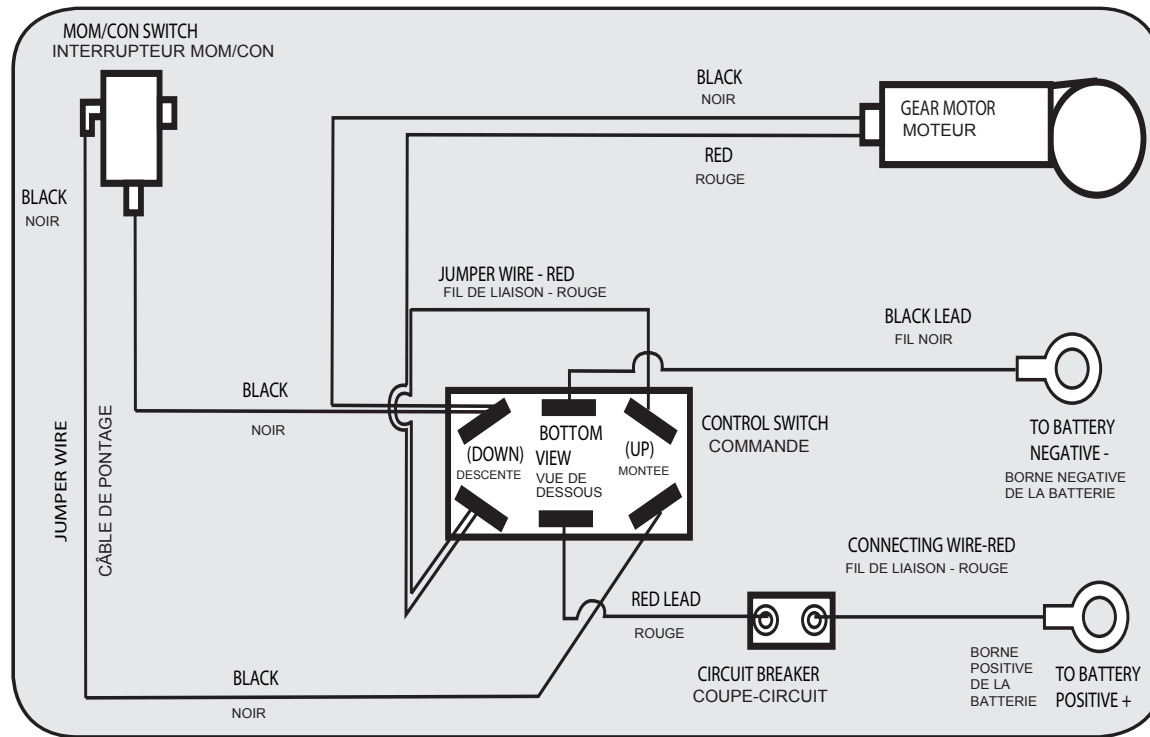 MOM/CON SWITCH
INTERRUPTEUR MOM/CON
BLACK
NOIR
GEAR MOTOR
MOTEUR
RED
ROUGE
BLACK
NOIR
JUMPER WIRE - RED
FIL DE LIAISON - ROUGE
BLACK LEAD
FIL NOIR
BLACK
NOIR
JUMPER WIRE
CÂBLE DE PONTAGE
(DOWN)
DESCENTE
BOTTOM
VIEW
VUE DE
DESSOUS
(UP)
MONTEE
CONTROL SWITCH
COMMANDE
TO BATTERY
NEGATIVE -
BORNE NEGATIVE
DE LA BATTERIE
CONNECTING WIRE-RED
FIL DE LIAISON - ROUGE
RED LEAD
ROUGE
CIRCUIT BREAKER
COUPE-CIRCUIT
BORNE
POSITIVE
DE LA
BATTERIE
TO BATTERY
POSITIVE +
BLACK
NOIR